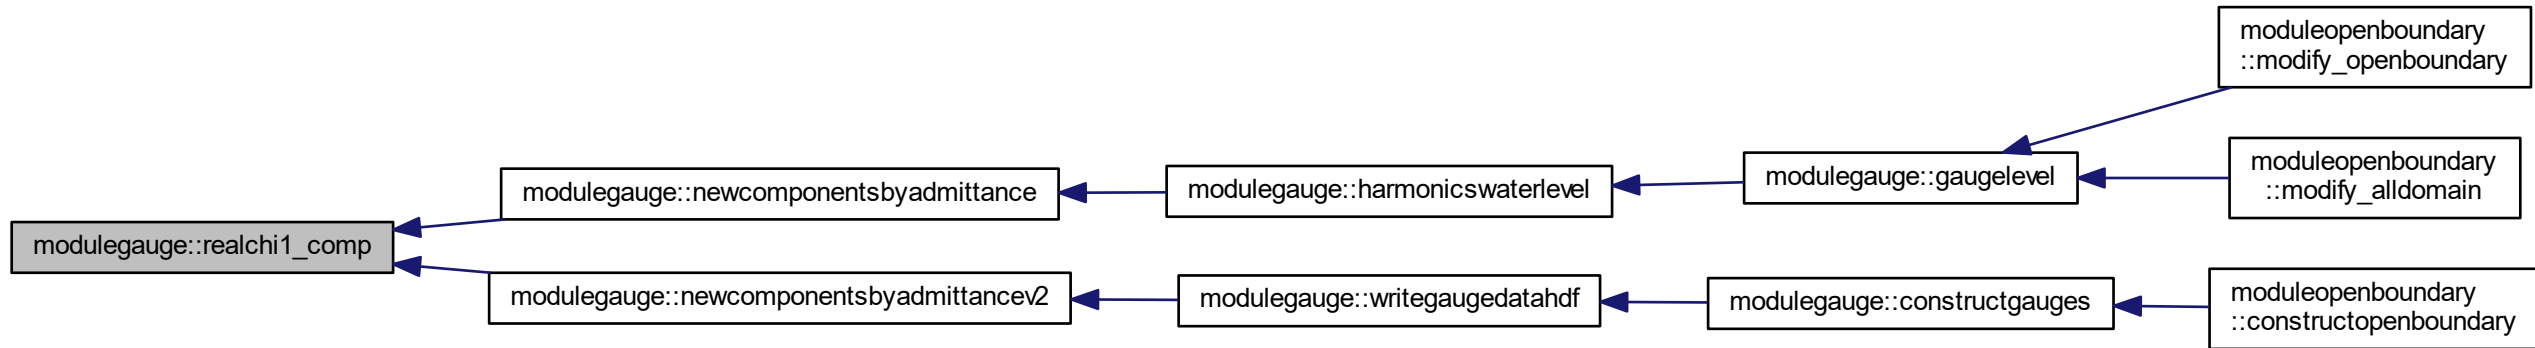 moduleopenboundary
::modify_openboundary
moduleopenboundary
::modify_alldomain
modulegauge::gaugelevel
modulegauge::harmonicswaterlevel
modulegauge::newcomponentsbyadmittance
modulegauge::realchi1_comp
modulegauge::newcomponentsbyadmittancev2
modulegauge::writegaugedatahdf
modulegauge::constructgauges
moduleopenboundary
::constructopenboundary